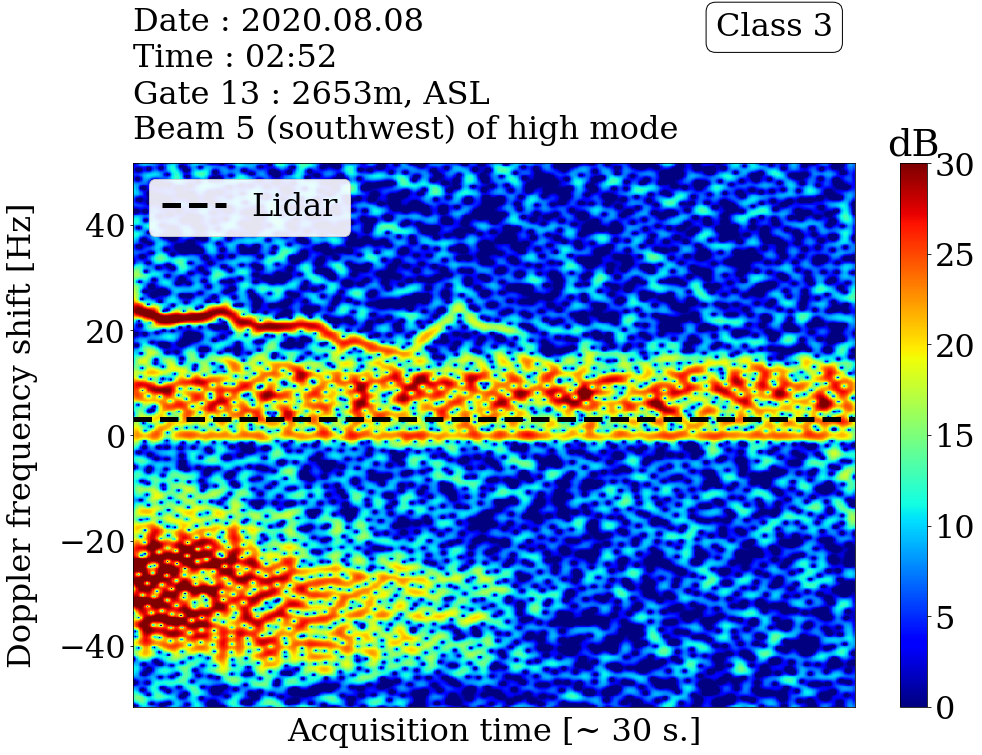 Date : 2020.08.08
Time : 02:52
Gate 13 : 2653m, ASL
Beam 5 (southwest) of high mode
Class 3
dB
Lidar
Doppler frequency shift [Hz]
40
20
0
−20
−40
30
25
20
15
10
5
0
Acquisition time [~ 30 s.]